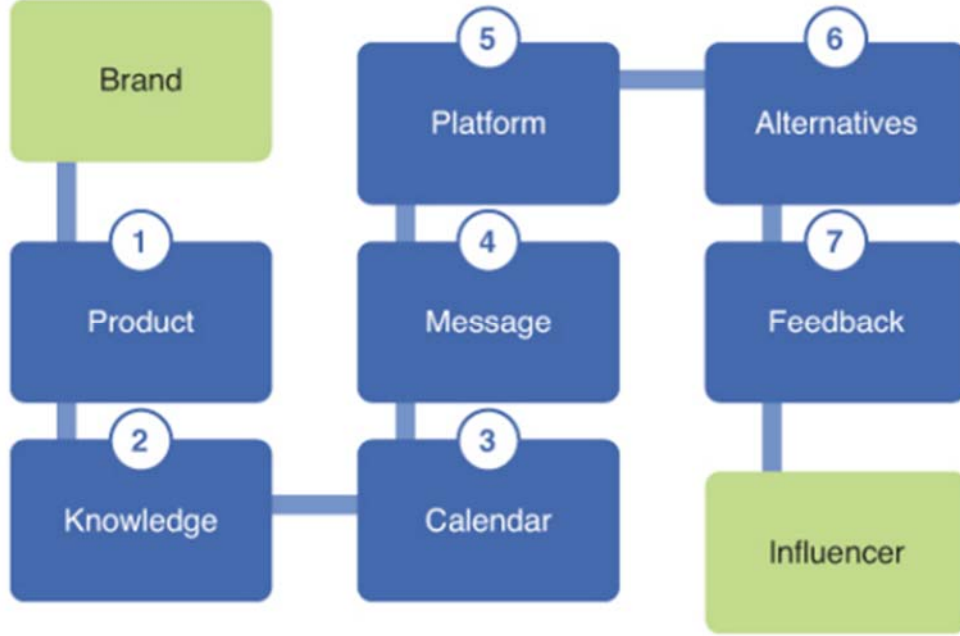 Brand
1
Product
2
Knowledge
3
Calendar
4
Message
5
Platform
6
Alternatives
7
Feedback
Influencer